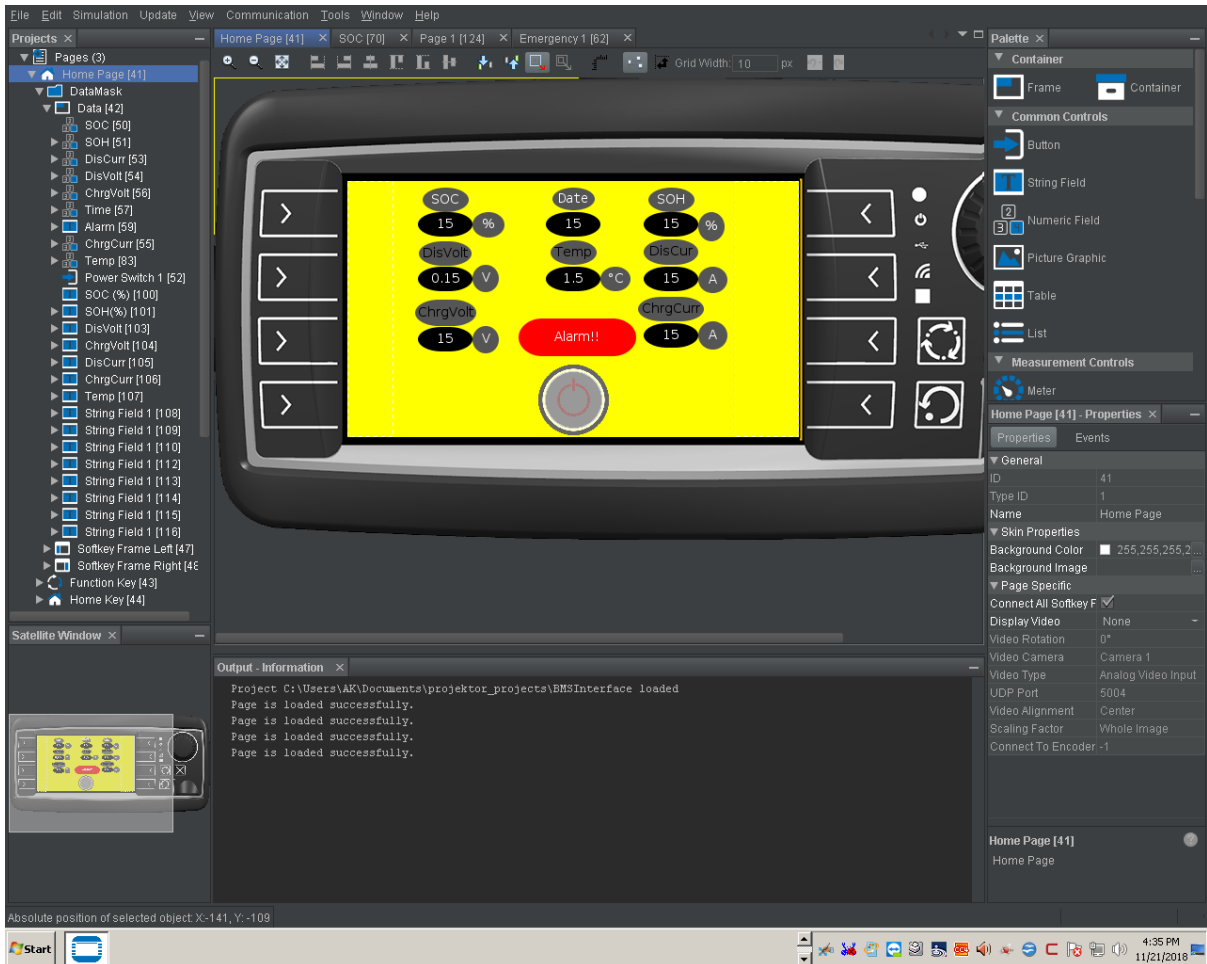 File Edit Simulation Update View Communication Tools Window Help
Projects
Pages (3)
Home Page [41]
DataMask
Data [42]
SOC [50]
SOH [51]
DisCurr [53]
DisVolt [54]
ChrgVolt [56]
Time [57]
Alarm [59]
ChrgCurr [55]
Temp [83]
Power Switch 1 [52]
SOC (%) [100]
SOH(%) [101]
DisVolt [103]
ChrgVolt [104]
DisCurr [105]
ChrgCurr [106]
Temp [107]
String Field 1 [108]
String Field 1 [109]
String Field 1 [110]
String Field 1 [112]
String Field 1 [113]
String Field 1 [114]
String Field 1 [115]
String Field 1 [116]
Softkey Frame Left [47]
Softkey Frame Right [48
Function Key [43]
Home Key [44]
Satellite Window
Home Page [41] SOC [70] Page 1 [124] Emergency 1 [62]
Grid Width: 10 px
SOC Date SOH
15 % 15 15 %
DisVolt Temp DisCur
0.15 V 1.5 °C 15 A
ChrgVolt ChrgCurr
15 V Alarm!! 15 A
Output - Information
Project C:\Users\AK\Documents\projektor_projects\BMSInterface loaded
Page is loaded successfully.
Page is loaded successfully.
Page is loaded successfully.
Page is loaded successfully.
Palette
Container
Frame Container
Common Controls
Button
String Field
Numeric Field
Picture Graphic
Table
List
Measurement Controls
Meter
Home Page [41] - Properties
Properties Events
General
ID 41
Type ID 1
Name Home Page
Skin Properties
Background Color 255,255,255,2...
Background Image ...
Page Specific
Connect All Softkey F
Display Video None
Video Rotation 0°
Video Camera Camera 1
Video Type Analog Video Input
UDP Port 5004
Video Alignment Center
Scaling Factor Whole Image
Connect To Encoder -1
Home Page [41]
Home Page
Absolute position of selected object: X:-141, Y: -109
Start
4:35 PM
11/21/2018